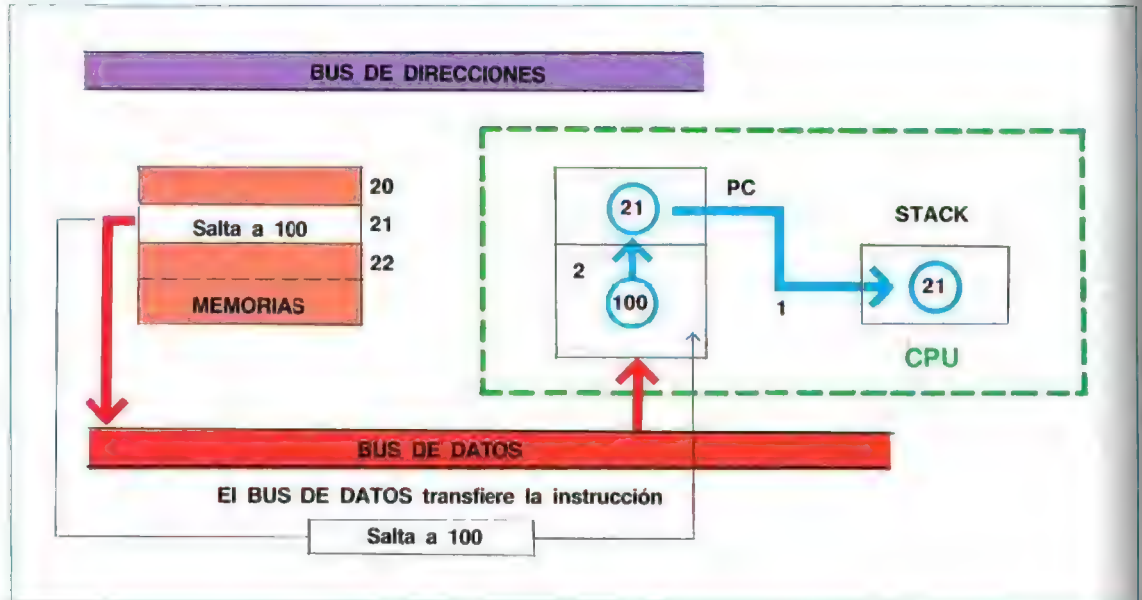 BUS DE DIRECCIONES
20
Salta a 100
21
22
MEMORIAS
21
PC
2
100
1
STACK
21
CPU
BUS DE DATOS
El BUS DE DATOS transfiere la instrucción
Salta a 100